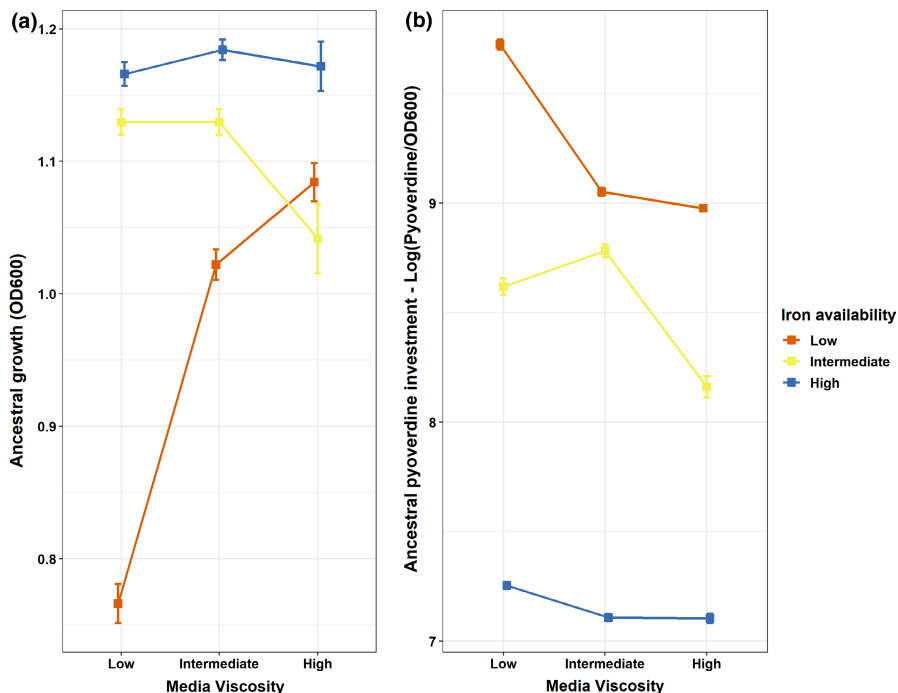 (a)
1.2
1.1
1.0
0.9
0.8
Ancestral growth (OD600)
Low
Intermediate
High
Media Viscosity
(b)
9
8
7
Ancestral pyoverdine investment - Log(Pyoverdine/OD600)
Low
Intermediate
High
Media Viscosity
Iron availability
Low
Intermediate
High